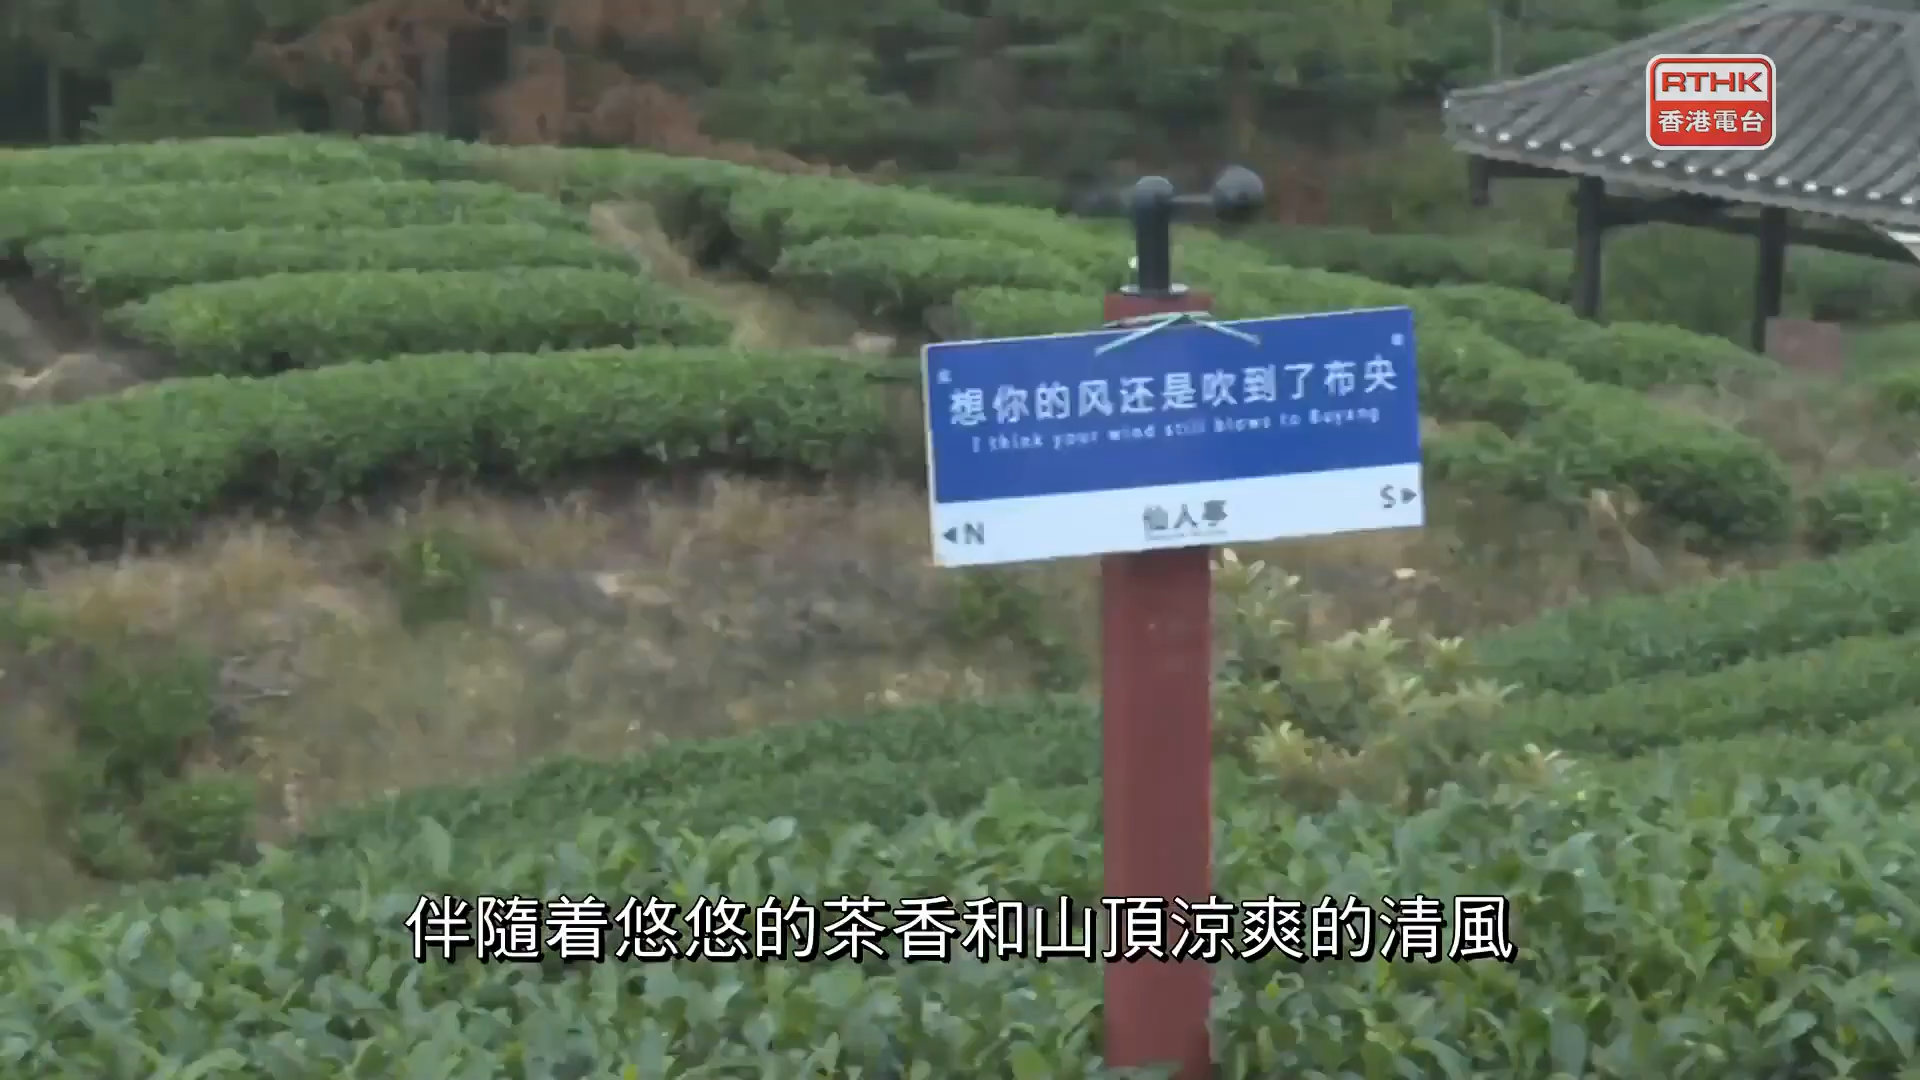 RTHK
香港電台
想你的风还是吹到了布央
I think your wind still blows to Buyang
N
仙人亭
S
伴隨着悠悠的茶香和山頂涼爽的清風